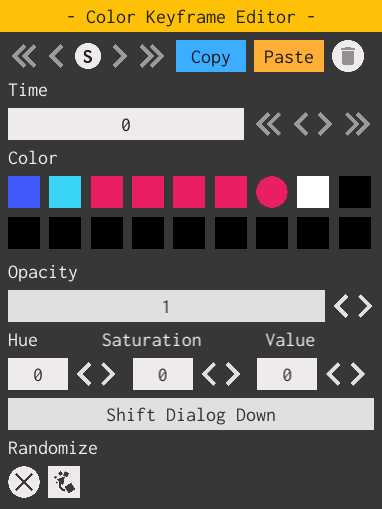 - Color Keyframe Editor -
S Copy Paste
Time
0
Color
Opacity
1
Hue Saturation Value
0 0 0
Shift Dialog Down
Randomize